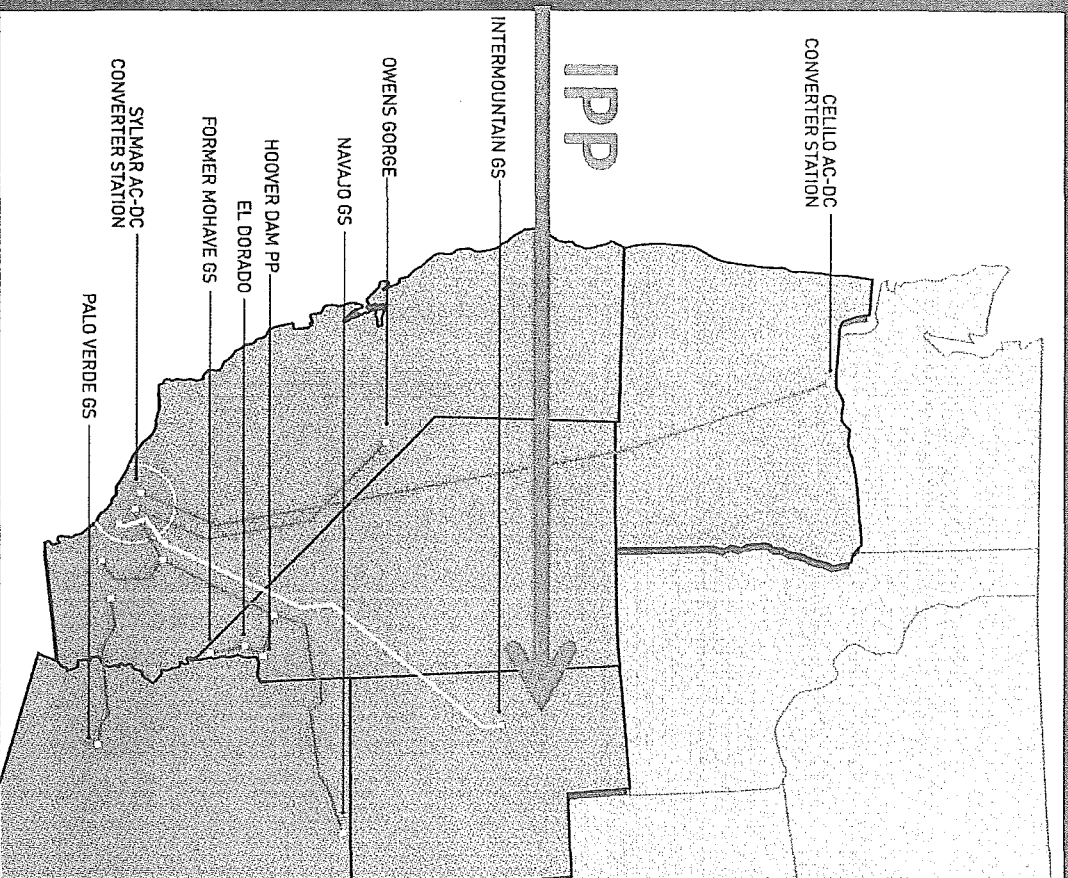 CELILO AC-DC
CONVERTER STATION
IPP
INTERMOUNTAIN GS
OWENS GORGE
NAVAJO GS
HOOVER DAM PP
EL DORADO
FORMER MOHAVE GS
SYLMAR AC-DC
CONVERTER STATION
PALO VERDE GS